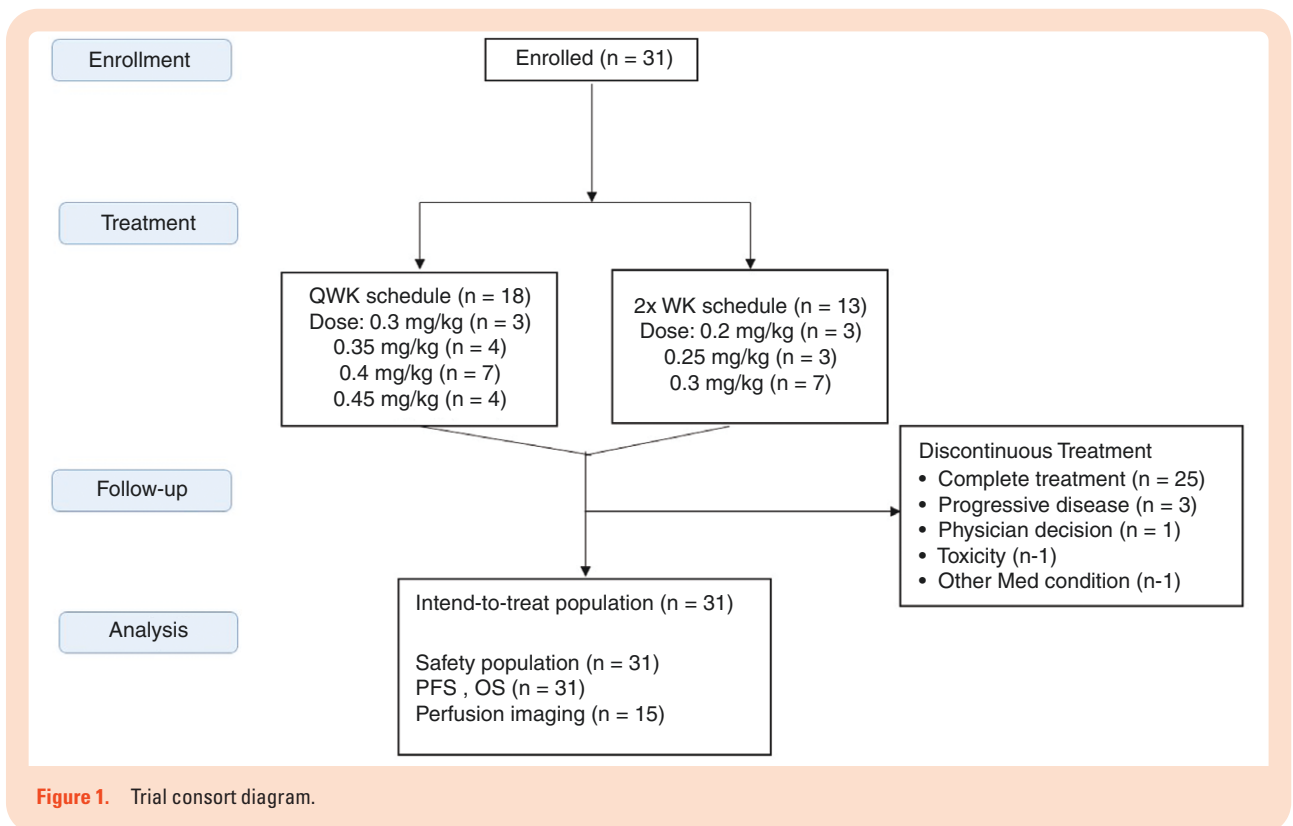 Enrollment
Enrolled (n = 31)
Treatment
QWK schedule (n = 18)
Dose: 0.3 mg/kg (n = 3)
0.35 mg/kg (n = 4)
0.4 mg/kg (n = 7)
0.45 mg/kg (n = 4)
2x WK schedule (n = 13)
Dose: 0.2 mg/kg (n = 3)
0.25 mg/kg (n = 3)
0.3 mg/kg (n = 7)
Follow-up
Discontinuous Treatment
• Complete treatment (n = 25)
• Progressive disease (n = 3)
• Physician decision (n = 1)
• Toxicity (n-1)
• Other Med condition (n-1)
Analysis
Intend-to-treat population (n = 31)
Safety population (n = 31)
PFS , OS (n = 31)
Perfusion imaging (n = 15)
Figure 1. Trial consort diagram.